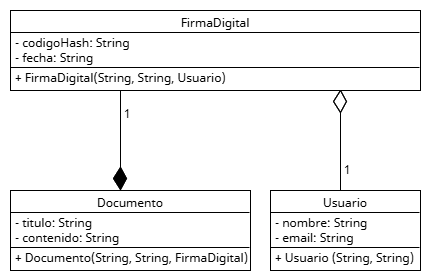 FirmaDigital
- codigoHash: String
- fecha: String
+ FirmaDigital(String, String, Usuario)
1
1
Documento
- titulo: String
- contenido: String
+ Documento(String, String, FirmaDigital)
Usuario
- nombre: String
- email: String
+ Usuario (String, String)